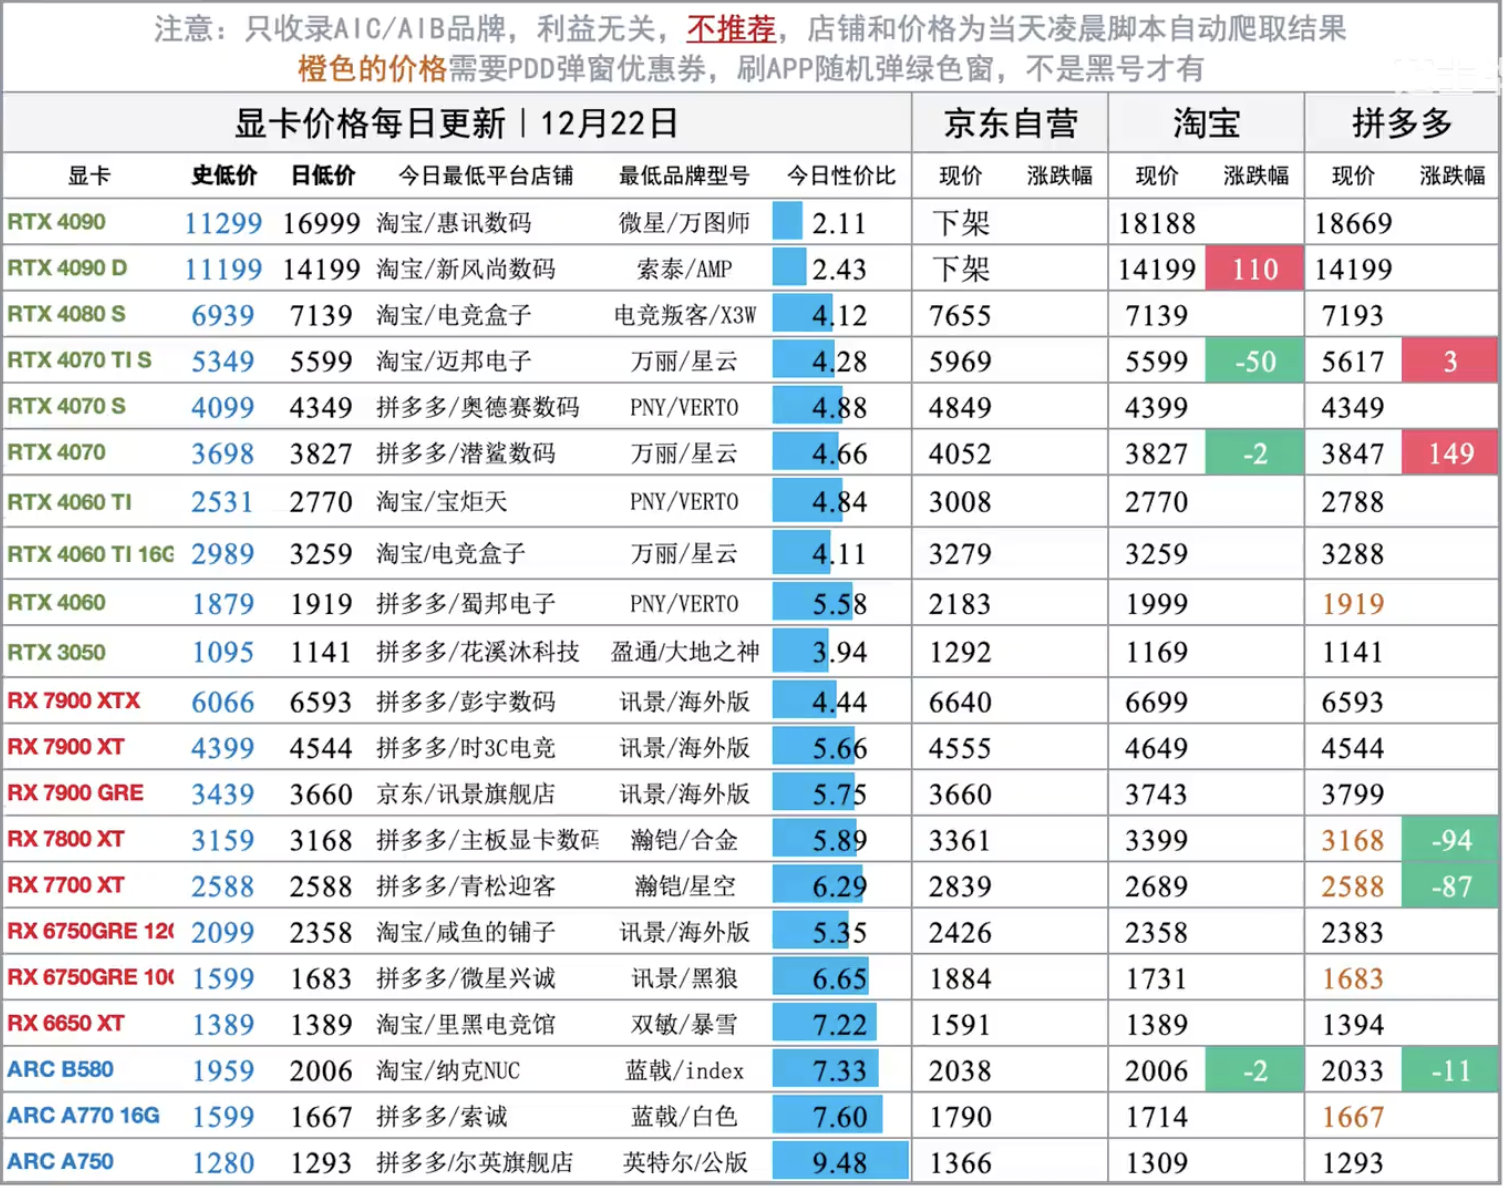 注意：只收录AIC/AIB品牌，利益无关，不推荐，店铺和价格为当天凌晨脚本自动爬取结果
橙色的价格需要PDD弹窗优惠券，刷APP随机弹绿色窗，不是黑号才有
显卡价格每日更新｜12月22日 京东自营 淘宝 拼多多
显卡 史低价 日低价 今日最低平台店铺 最低品牌型号 今日性价比 现价 涨跌幅 现价 涨跌幅 现价 涨跌幅
RTX 4090 11299 16999 淘宝/惠讯数码 微星/万图师 2.11 下架 18188 18669
RTX 4090 D 11199 14199 淘宝/新风尚数码 索泰/AMP 2.43 下架 14199 110 14199
RTX 4080 S 6939 7139 淘宝/电竞盒子 电竞叛客/X3W 4.12 7655 7139 7193
RTX 4070 TI S 5349 5599 淘宝/迈邦电子 万丽/星云 4.28 5969 5599 -50 5617 3
RTX 4070 S 4099 4349 拼多多/奥德赛数码 PNY/VERTO 4.88 4849 4399 4349
RTX 4070 3698 3827 拼多多/潜鲨数码 万丽/星云 4.66 4052 3827 -2 3847 149
RTX 4060 TI 2531 2770 淘宝/宝炬天 PNY/VERTO 4.84 3008 2770 2788
RTX 4060 TI 16G 2989 3259 淘宝/电竞盒子 万丽/星云 4.11 3279 3259 3288
RTX 4060 1879 1919 拼多多/蜀邦电子 PNY/VERTO 5.58 2183 1999 1919
RTX 3050 1095 1141 拼多多/花溪沐科技 盈通/大地之神 3.94 1292 1169 1141
RX 7900 XTX 6066 6593 拼多多/彭宇数码 讯景/海外版 4.44 6640 6699 6593
RX 7900 XT 4399 4544 拼多多/时3C电竞 讯景/海外版 5.66 4555 4649 4544
RX 7900 GRE 3439 3660 京东/讯景旗舰店 讯景/海外版 5.75 3660 3743 3799
RX 7800 XT 3159 3168 拼多多/主板显卡数码 瀚铠/合金 5.89 3361 3399 3168 -94
RX 7700 XT 2588 2588 拼多多/青松迎客 瀚铠/星空 6.29 2839 2689 2588 -87
RX 6750GRE 12G 2099 2358 淘宝/咸鱼的铺子 讯景/海外版 5.35 2426 2358 2383
RX 6750GRE 10G 1599 1683 拼多多/微星兴诚 讯景/黑狼 6.65 1884 1731 1683
RX 6650 XT 1389 1389 淘宝/里黑电竞馆 双敏/暴雪 7.22 1591 1389 1394
ARC B580 1959 2006 淘宝/纳克NUC 蓝戟/index 7.33 2038 2006 -2 2033 -11
ARC A770 16G 1599 1667 拼多多/索诚 蓝戟/白色 7.60 1790 1714 1667
ARC A750 1280 1293 拼多多/尔英旗舰店 英特尔/公版 9.48 1366 1309 1293